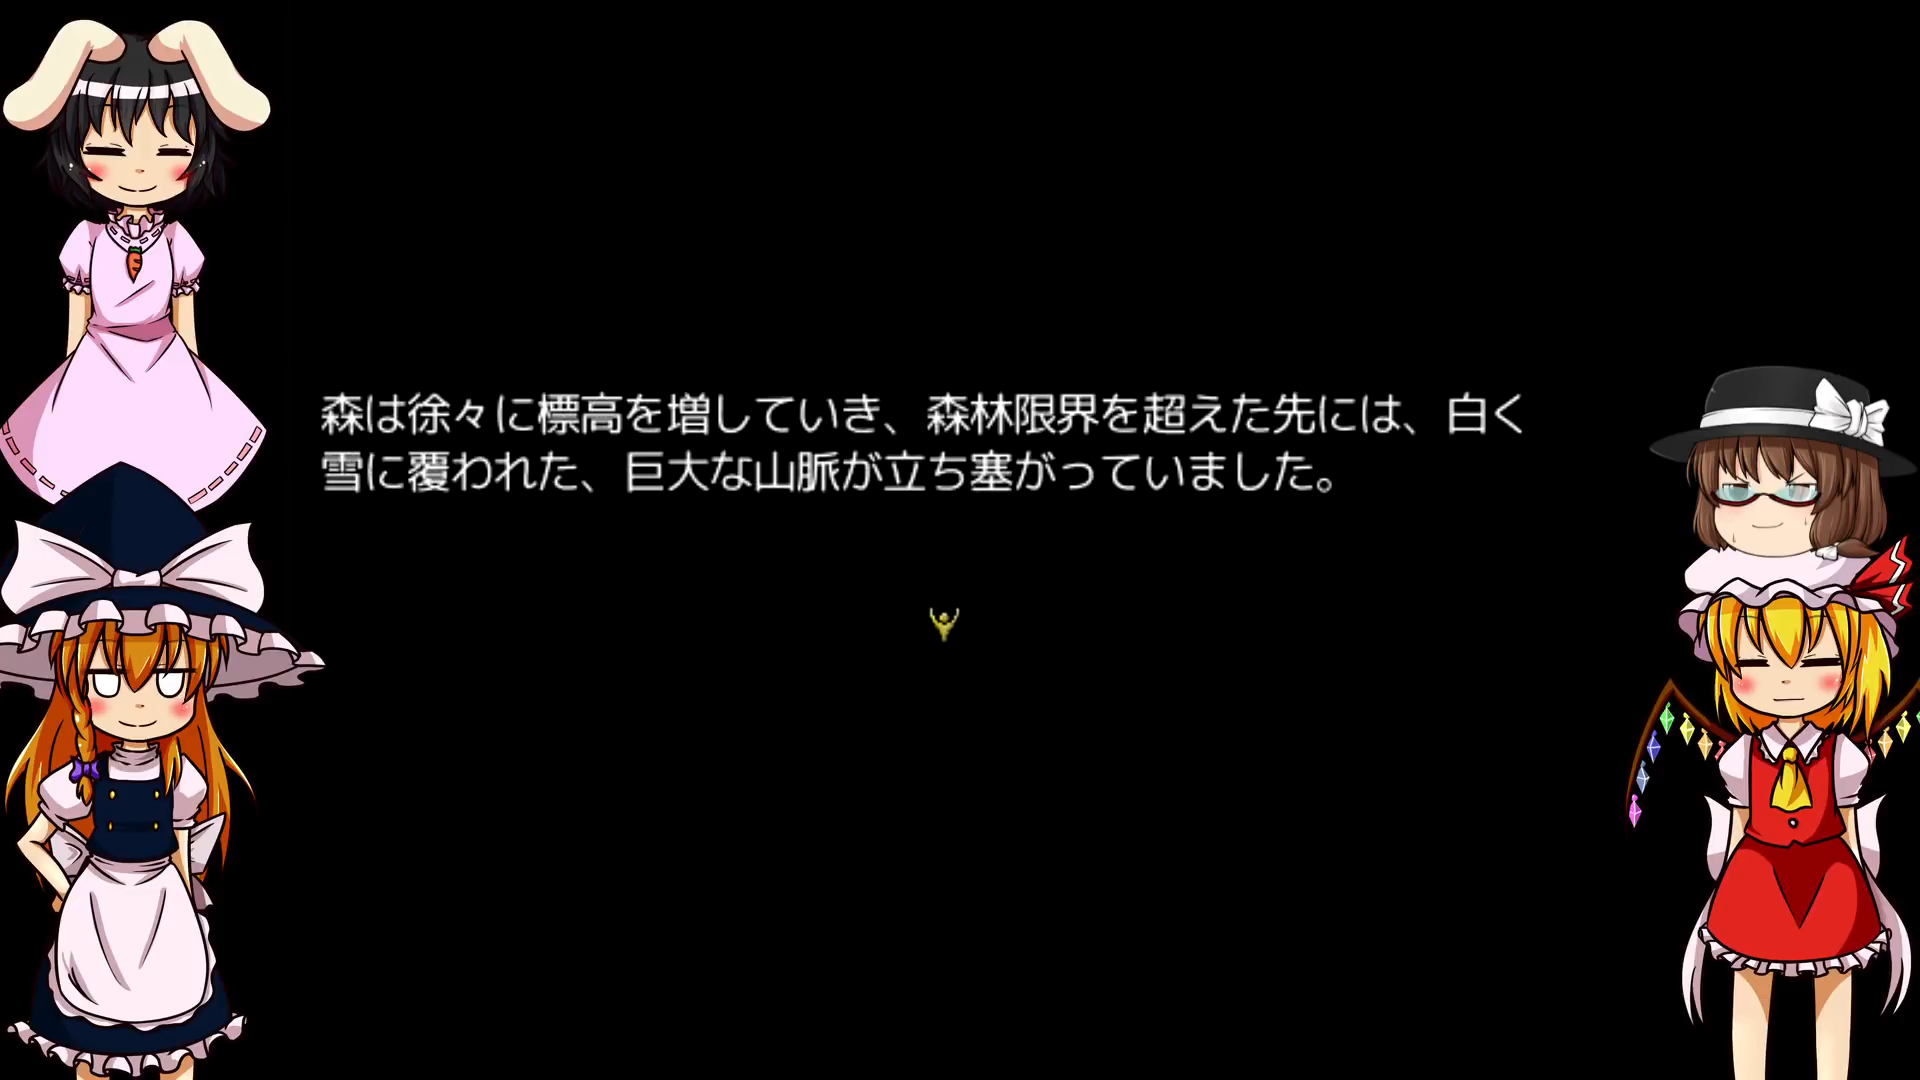 森は徐々に標高を増していき、森林限界を超えた先には、白く
雪に覆われた、巨大な山脈が立ち塞がっていました。